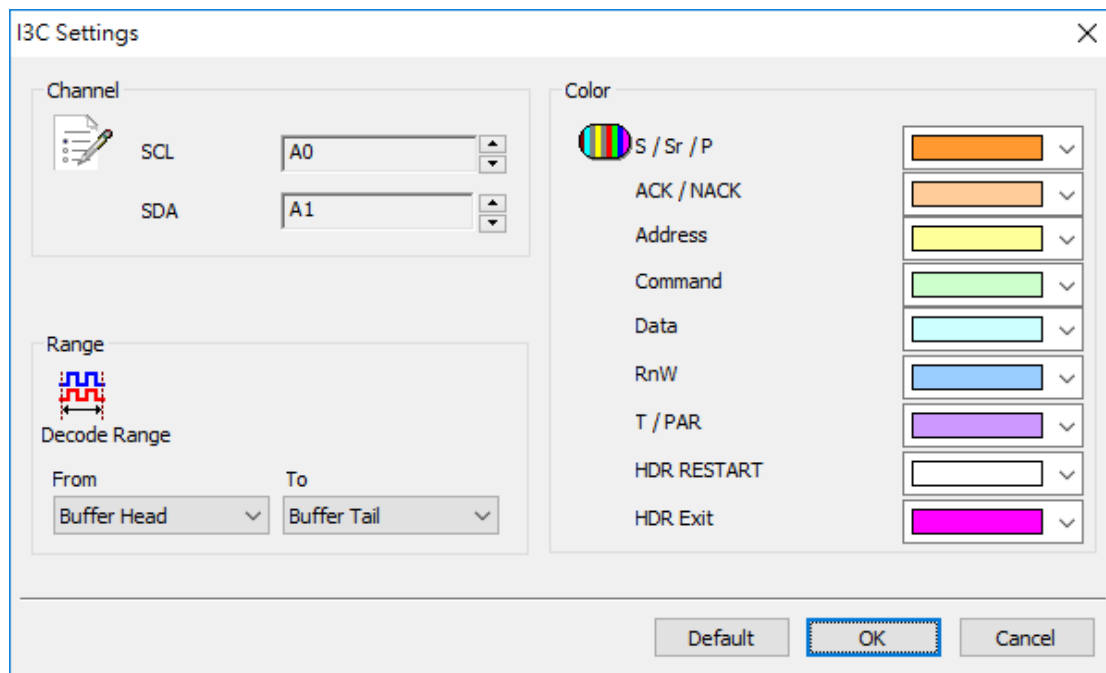 I3C Settings
Channel
SCL
A0
SDA
A1
Range
Decode Range
From
To
Buffer Head
Buffer Tail
Color
S / Sr / P
ACK / NACK
Address
Command
Data
RnW
T / PAR
HDR RESTART
HDR Exit
Default
OK
Cancel